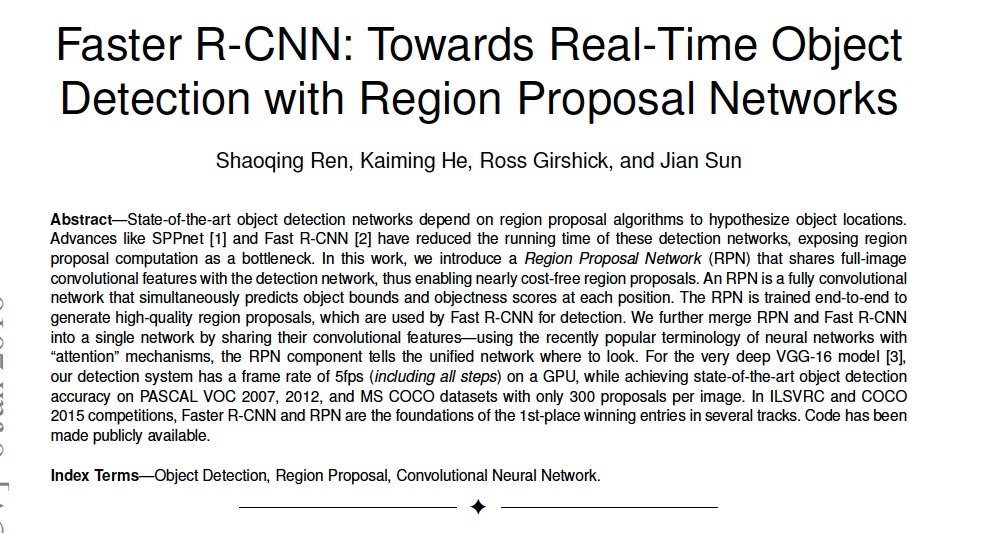 Faster R-CNN: Towards Real-Time Object
Detection with Region Proposal Networks
Shaoqing Ren, Kaiming He, Ross Girshick, and Jian Sun
Abstract—State-of-the-art object detection networks depend on region proposal algorithms to hypothesize object locations.
Advances like SPPnet [1] and Fast R-CNN [2] have reduced the running time of these detection networks, exposing region
proposal computation as a bottleneck. In this work, we introduce a Region Proposal Network (RPN) that shares full-image
convolutional features with the detection network, thus enabling nearly cost-free region proposals. An RPN is a fully convolutional
network that simultaneously predicts object bounds and objectness scores at each position. The RPN is trained end-to-end to
generate high-quality region proposals, which are used by Fast R-CNN for detection. We further merge RPN and Fast R-CNN
into a single network by sharing their convolutional features—using the recently popular terminology of neural networks with
“attention” mechanisms, the RPN component tells the unified network where to look. For the very deep VGG-16 model [3],
our detection system has a frame rate of 5fps (including all steps) on a GPU, while achieving state-of-the-art object detection
accuracy on PASCAL VOC 2007, 2012, and MS COCO datasets with only 300 proposals per image. In ILSVRC and COCO
2015 competitions, Faster R-CNN and RPN are the foundations of the 1st-place winning entries in several tracks. Code has been
made publicly available.
Index Terms—Object Detection, Region Proposal, Convolutional Neural Network.